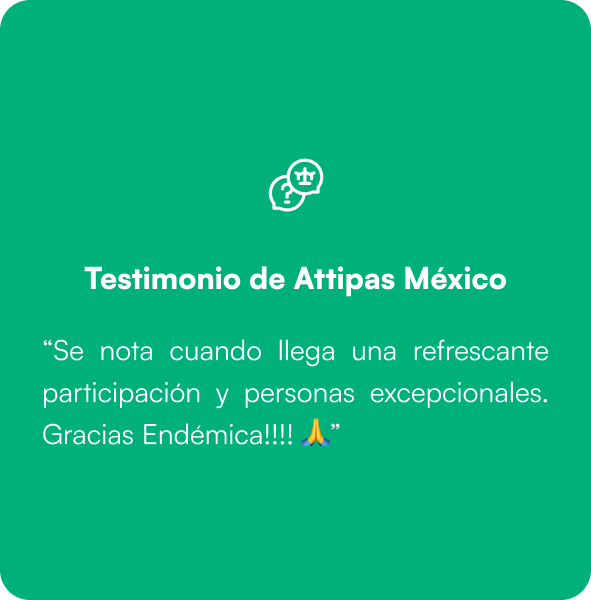 Testimonio de Attipas México
“Se nota cuando llega una refrescante
participación y personas excepcionales.
Gracias Endémica!!!! 🙏”